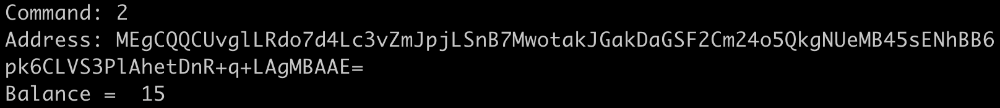 Command: 2
Address: MEgCQQCUvglLRdo7d4Lc3vZmJpjLSnB7MwotakJGakDaGSF2Cm24o5QkgNUeMB45sENhBB6
pk6CLVS3PlAhetDnR+q+LAgMBAAE=
Balance =  15